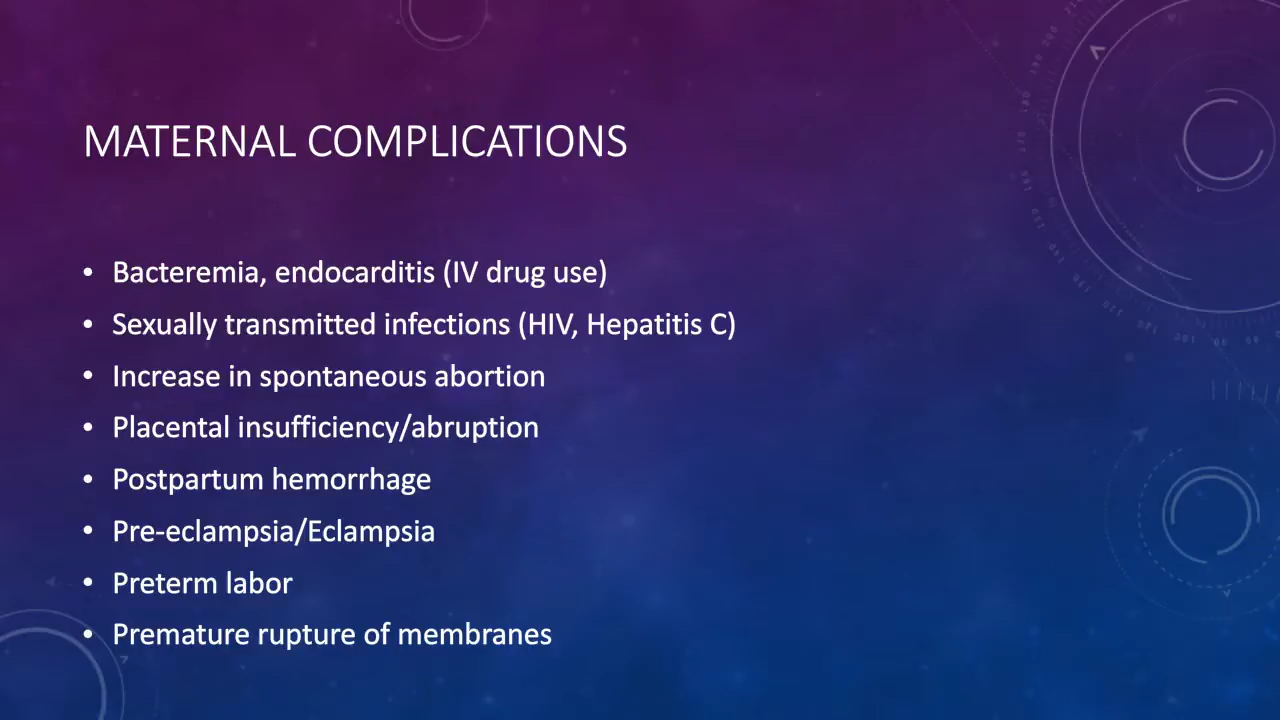 MATERNAL COMPLICATIONS
• Bacteremia, endocarditis (IV drug use)
• Sexually transmitted infections (HIV, Hepatitis C)
• Increase in spontaneous abortion
• Placental insufficiency/abruption
• Postpartum hemorrhage
• Pre-eclampsia/Eclampsia
• Preterm labor
• Premature rupture of membranes